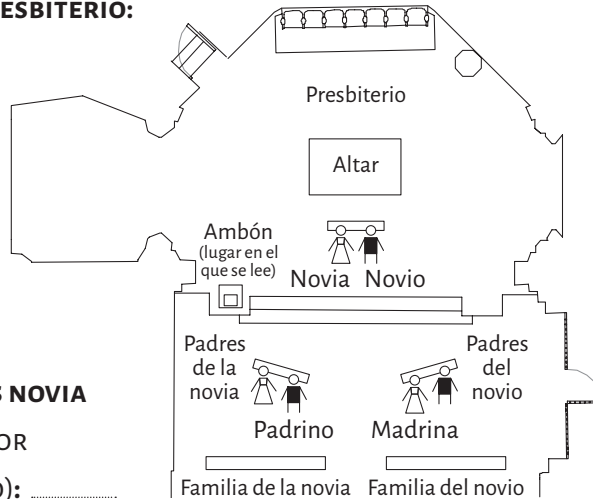 ESBITERIO:
Presbiterio
Altar
Ambón
(lugar en el
que se lee)
Novia Novio
Padres
de la
novia
Padres
del
novio
S NOVIA
Padrino Madrina
OR
O):
Familia de la novia Familia del novio